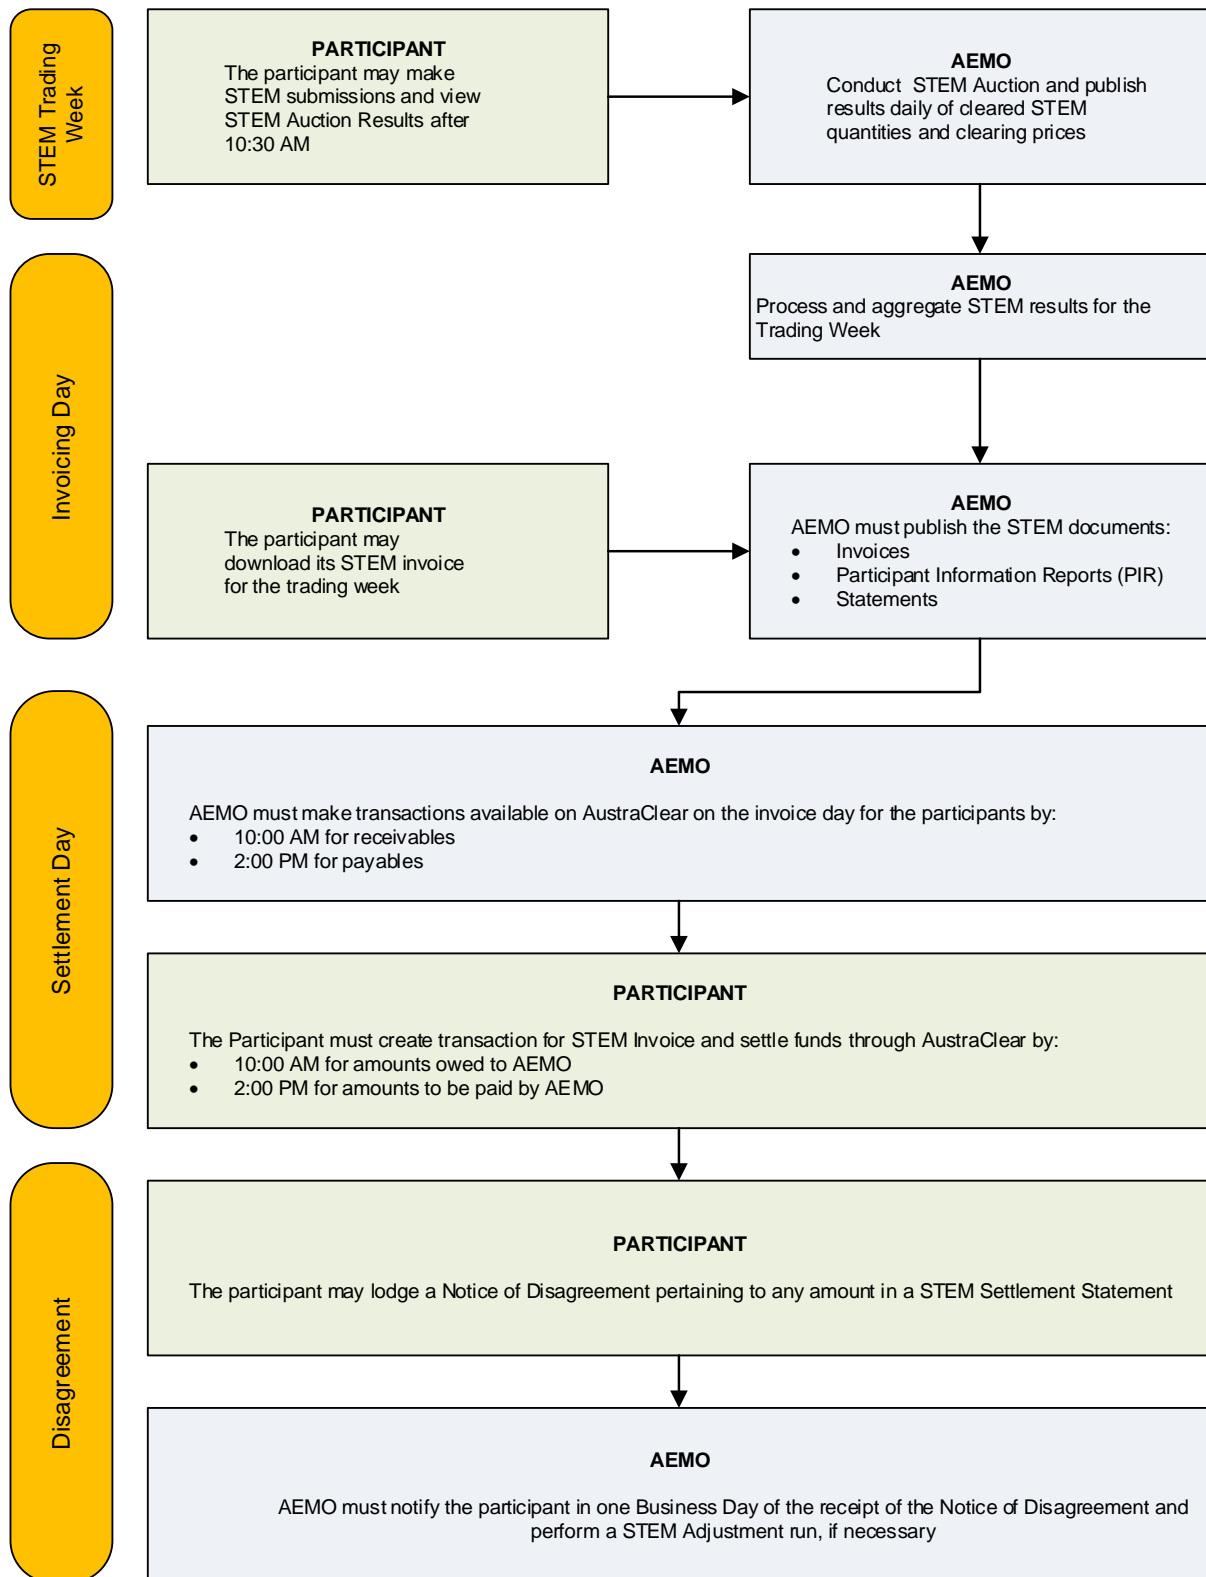 STEM Trading
Week
PARTICIPANT
The participant may make
STEM submissions and view
STEM Auction Results after
10:30 AM
AEMO
Conduct STEM Auction and publish
results daily of cleared STEM
quantities and clearing prices
Invoicing Day
AEMO
Process and aggregate STEM results for the
Trading Week
PARTICIPANT
The participant may
download its STEM invoice
for the trading week
AEMO
AEMO must publish the STEM documents:
• Invoices
• Participant Information Reports (PIR)
• Statements
Settlement Day
AEMO
AEMO must make transactions available on AustraClear on the invoice day for the participants by:
• 10:00 AM for receivables
• 2:00 PM for payables
PARTICIPANT
The Participant must create transaction for STEM Invoice and settle funds through AustraClear by:
• 10:00 AM for amounts owed to AEMO
• 2:00 PM for amounts to be paid by AEMO
Disagreement
PARTICIPANT
The participant may lodge a Notice of Disagreement pertaining to any amount in a STEM Settlement Statement
AEMO
AEMO must notify the participant in one Business Day of the receipt of the Notice of Disagreement and
perform a STEM Adjustment run, if necessary